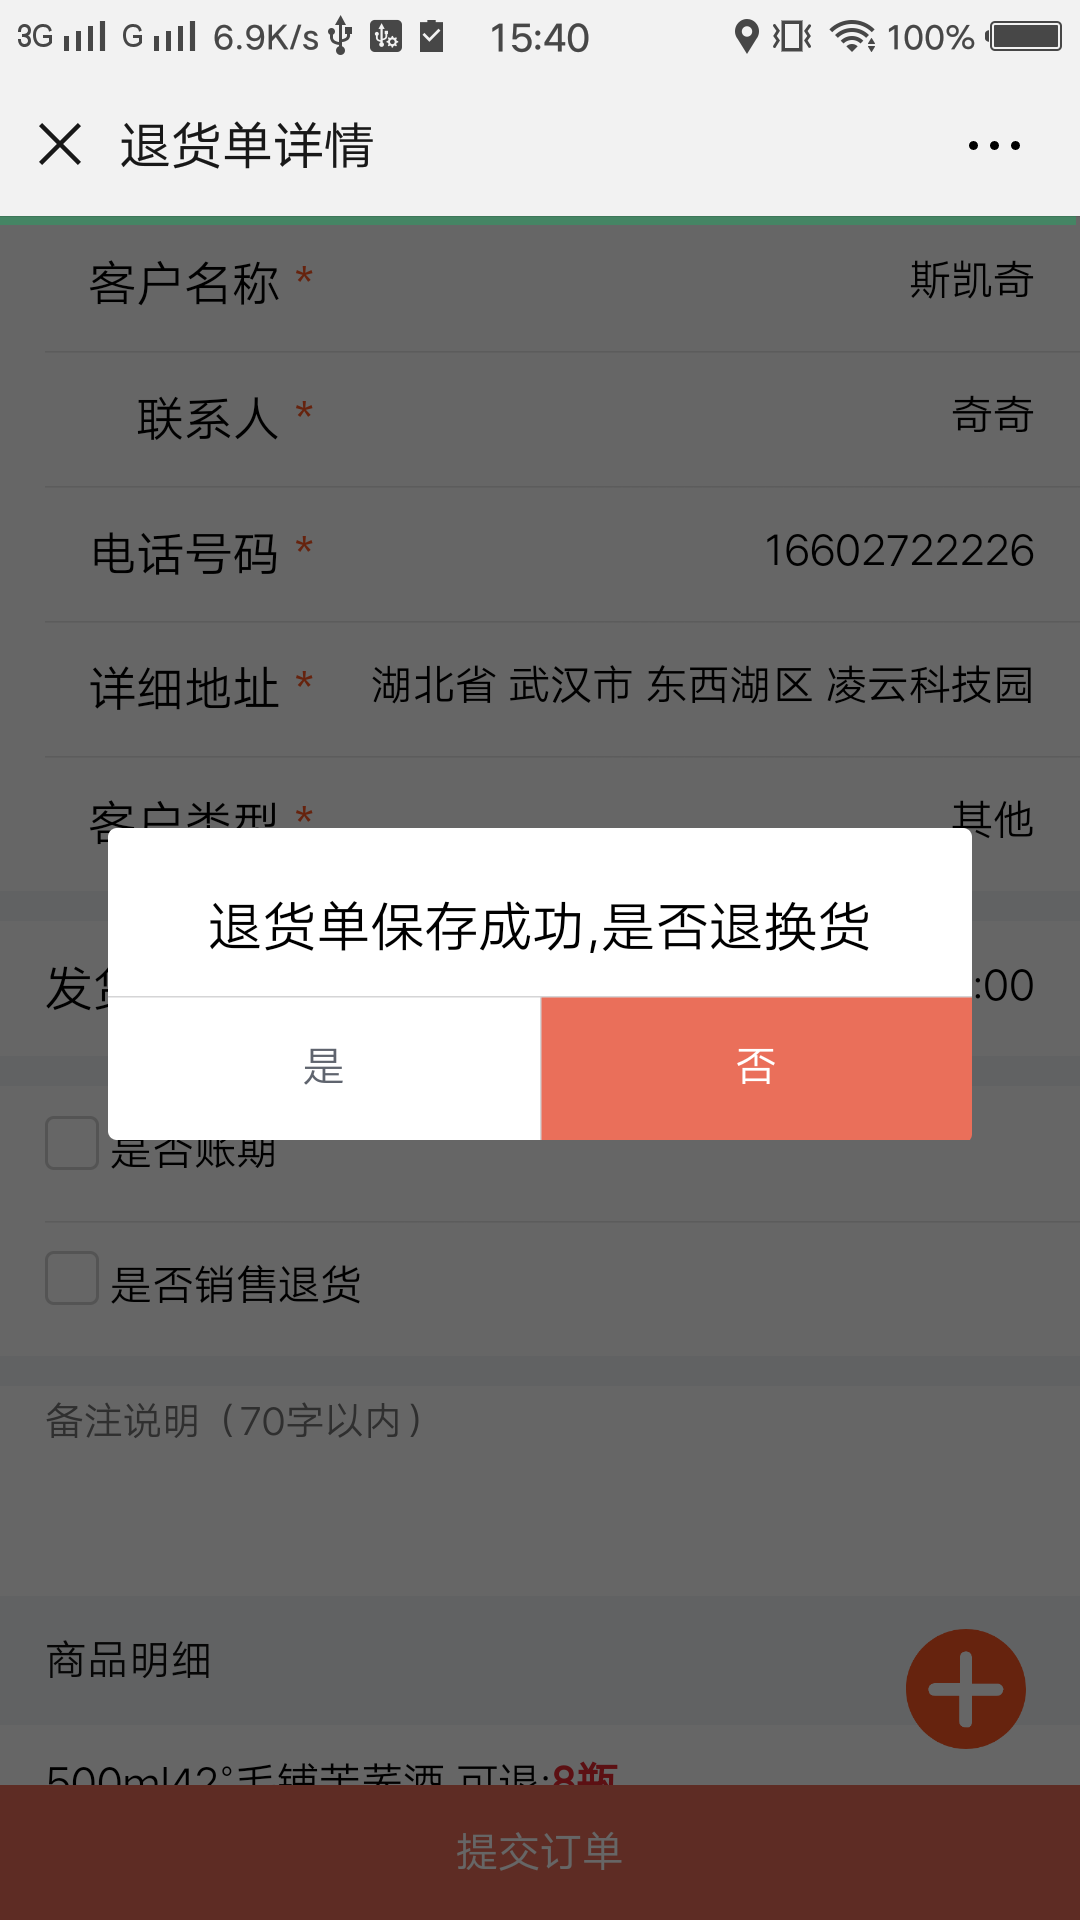 3G G 6.9K/s 15:40 100%
退货单详情
客户名称 * 斯凯奇
联系人 * 奇奇
电话号码 * 16602722226
详细地址 * 湖北省 武汉市 东西湖区 凌云科技园
客户类型 * 其他
退货单保存成功,是否退换货
发货 :00
是 否
是否账期
是否销售退货
备注说明（70字以内）
商品明细
500ml42°毛铺苦荞酒 可退:8瓶
提交订单